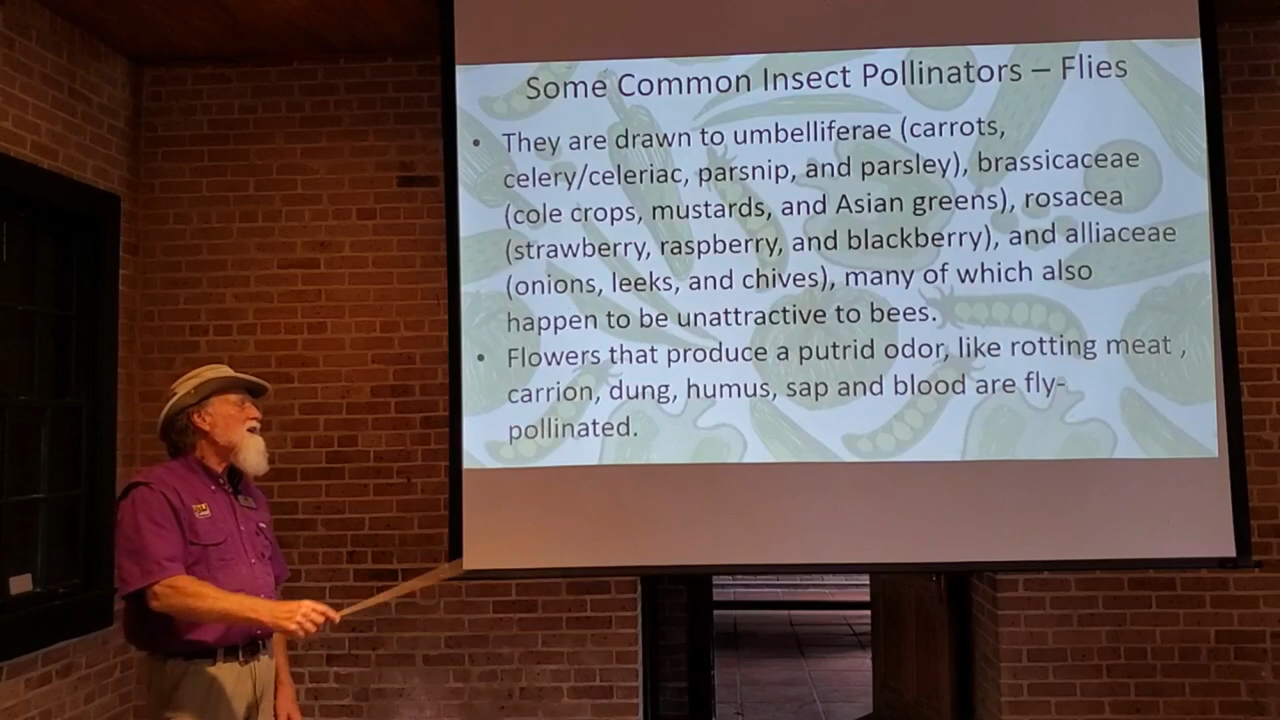 Some Common Insect Pollinators – Flies
• They are drawn to umbelliferae (carrots,
celery/celeriac, parsnip, and parsley), brassicaceae
(cole crops, mustards, and Asian greens), rosacea
(strawberry, raspberry, and blackberry), and alliaceae
(onions, leeks, and chives), many of which also
happen to be unattractive to bees.
• Flowers that produce a putrid odor, like rotting meat ,
carrion, dung, humus, sap and blood are fly-
pollinated.